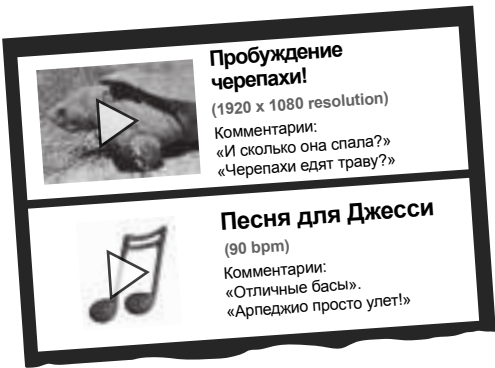 Пробуждение
черепахи!
(1920 x 1080 resolution)
Комментарии:
«И сколько она спала?»
«Черепахи едят траву?»
Песня для Джесси
(90 bpm)
Комментарии:
«Отличные басы».
«Арпеджио просто улет!»